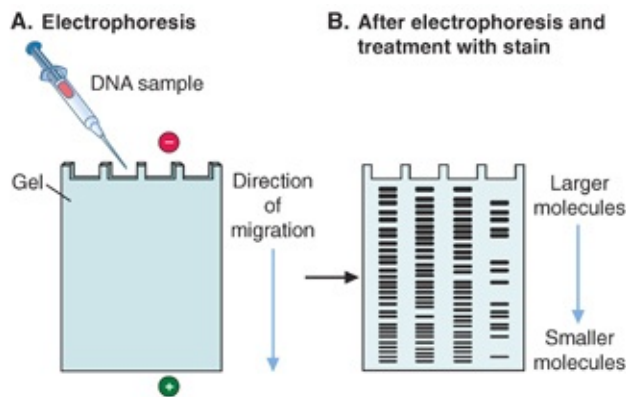 A. Electrophoresis
DNA sample
−
Gel
Direction
of
migration
+
B. After electrophoresis and
treatment with stain
Larger
molecules
Smaller
molecules